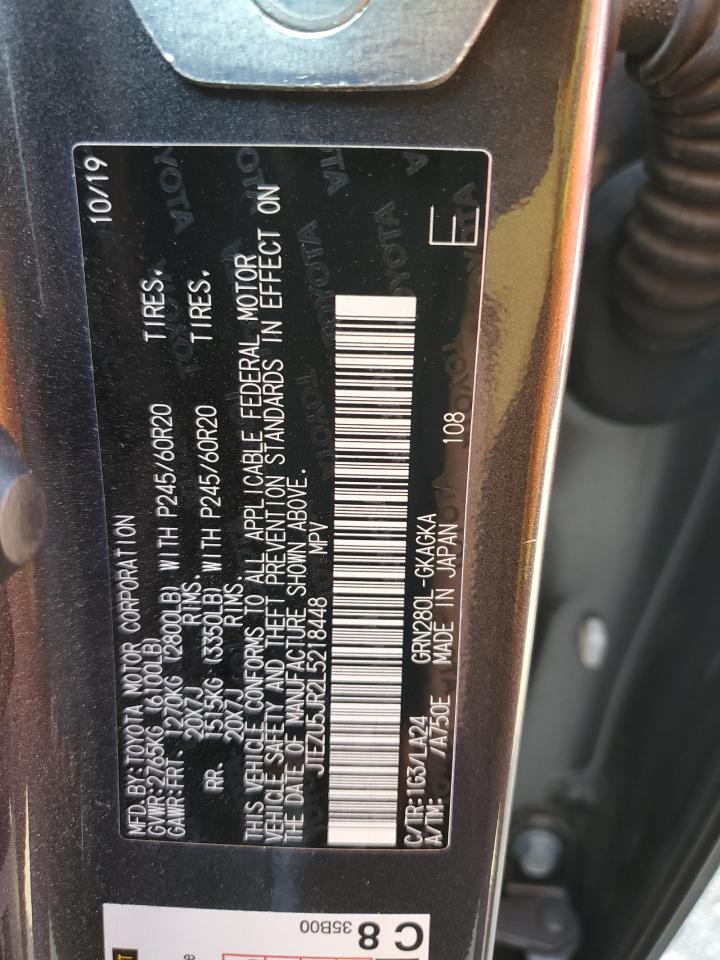 MFD.BY:TOYOTA MOTOR CORPORATION 10/19
GVWR:2765KG (6100LB)
GAWR:FRT. 1270KG (2800LB) WITH P245/60R20 TIRES.
20X7J RIMS.
RR. 1515KG (3350LB) WITH P245/60R20 TIRES.
20X7J RIMS.
THIS VEHICLE CONFORMS TO ALL APPLICABLE FEDERAL MOTOR
VEHICLE SAFETY AND THEFT PREVENTION STANDARDS IN EFFECT ON
THE DATE OF MANUFACTURE SHOWN ABOVE.
JTEZU5JR2L5218448 MPV
C/TR:1G3/LA24 GRN280L-GKAGKA 108 E
A/TM: /A750E MADE IN JAPAN
C 8
35B00